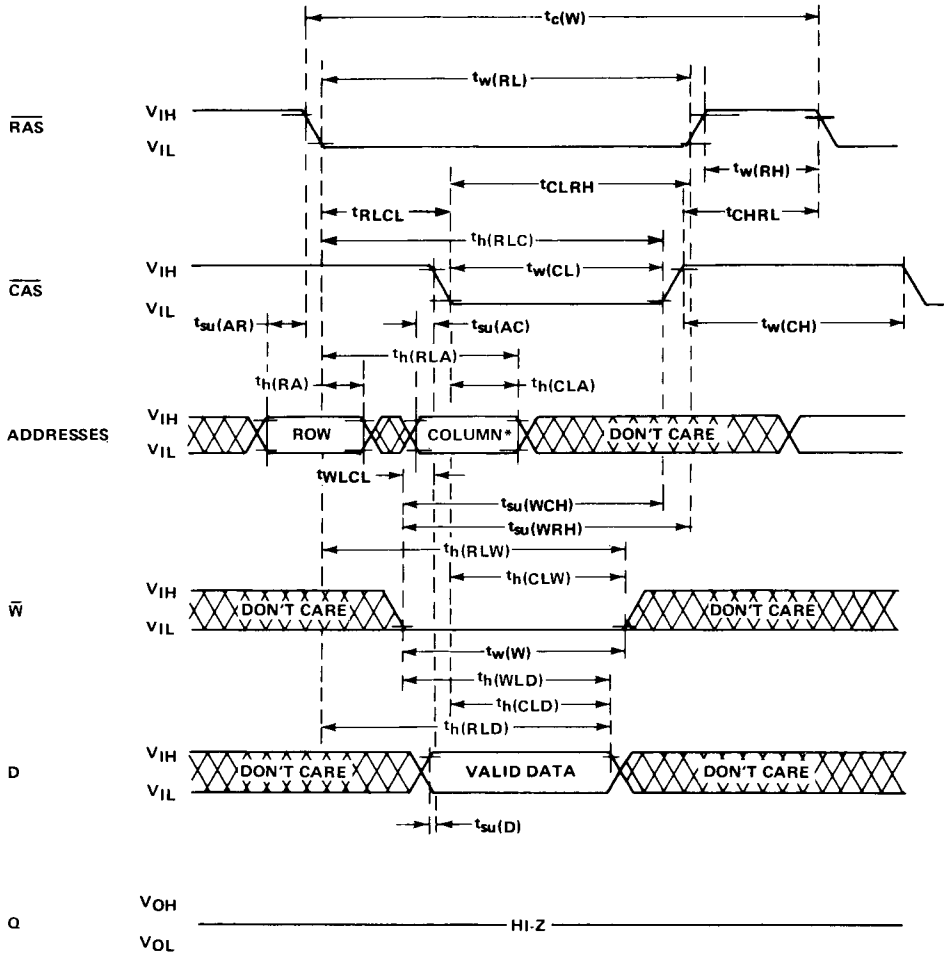 tc(W)
tw(RL)
RAS
VIH
VIL
tw(RH)
tCLRH
tRLCL
tCHRL
th(RLC)
CAS
VIH
tw(CL)
VIL
tsu(AR)
tsu(AC)
tw(CH)
th(RLA)
th(RA)
th(CLA)
ADDRESSES
VIH
ROW
COLUMN*
DON'T CARE
VIL
tWLCL
tsu(WCH)
tsu(WRH)
th(RLW)
th(CLW)
W
VIH
DON'T CARE
DON'T CARE
VIL
tw(W)
th(WLD)
th(CLD)
th(RLD)
D
VIH
DON'T CARE
VALID DATA
DON'T CARE
VIL
tsu(D)
Q
VOH
HI-Z
VOL